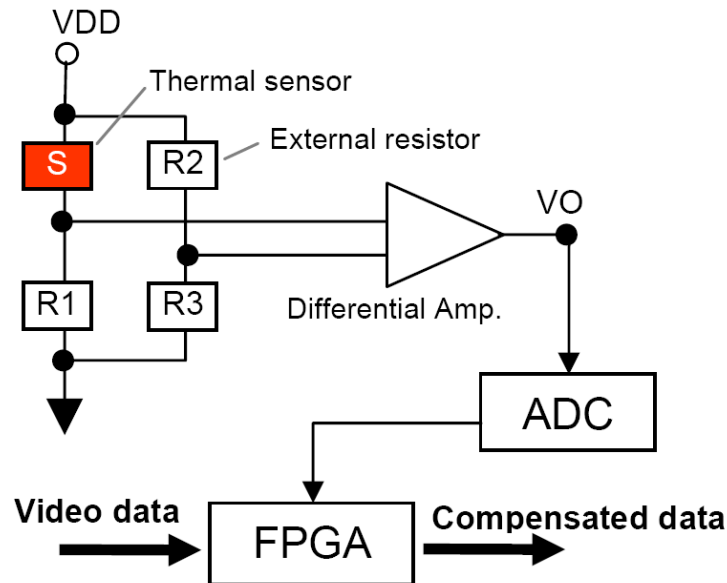 VDD
Thermal sensor
S
R2
External resistor
VO
R1
R3
Differential Amp.
ADC
Video data
FPGA
Compensated data